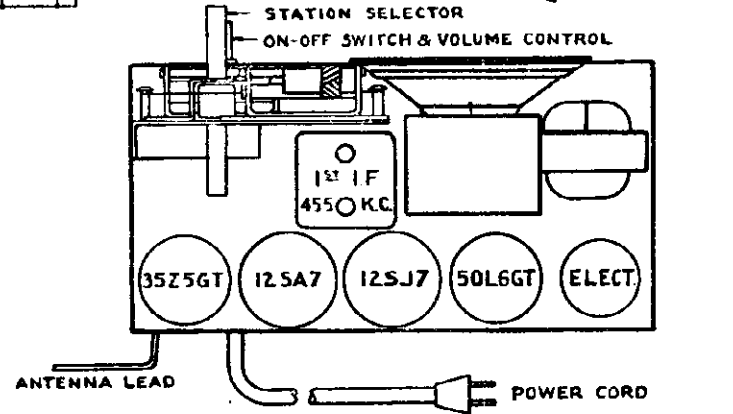 STATION SELECTOR
ON-OFF SWITCH & VOLUME CONTROL
1ST I.F
455 K.C.
35Z5GT 12SA7 12SJ7 50L6GT ELECT.
ANTENNA LEAD
POWER CORD